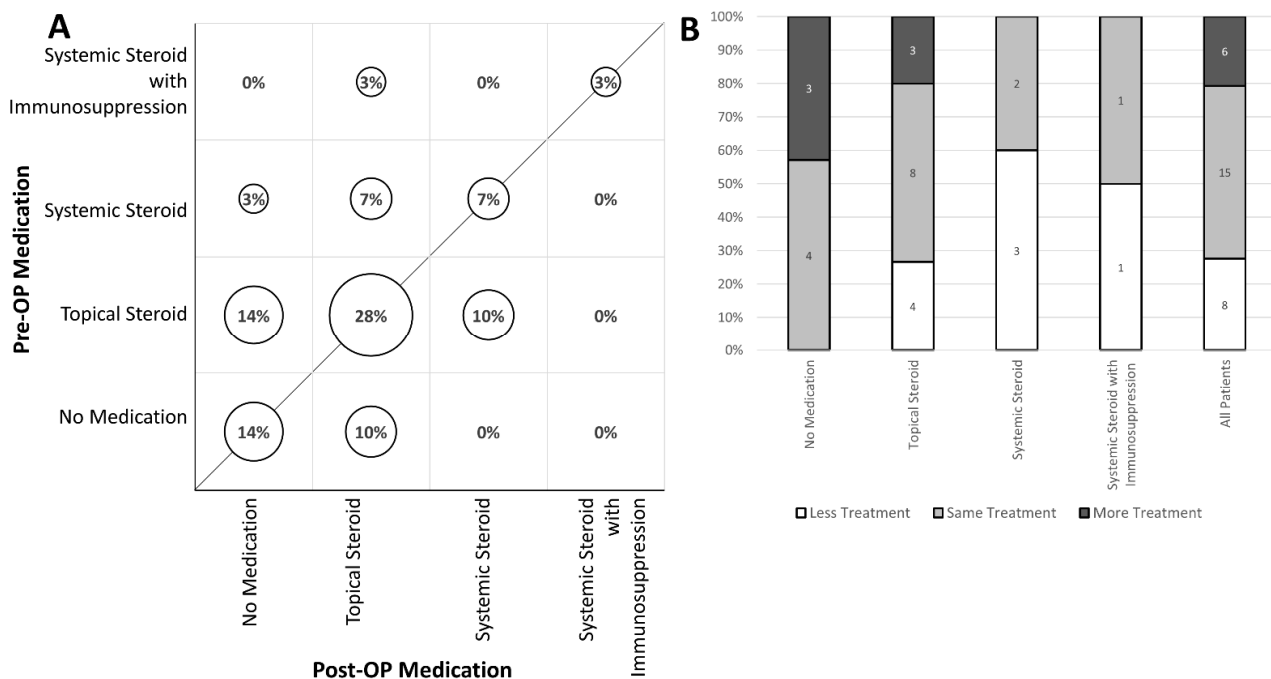 A
Systemic Steroid
with
Immunosuppression
0%
3%
0%
3%
Systemic Steroid
3%
7%
7%
0%
Topical Steroid
14%
28%
10%
0%
No Medication
14%
10%
0%
0%
Pre-OP Medication
No Medication
Topical Steroid
Systemic Steroid
Systemic Steroid
with
Immunosuppression
Post-OP Medication
B
100%
90%
80%
70%
60%
50%
40%
30%
20%
10%
0%
3
4
3
8
4
2
3
1
1
6
15
8
No Medication
Topical Steroid
Systemic Steroid
Systemic Steroid with
Immunosuppression
All Patients
Less Treatment
Same Treatment
More Treatment